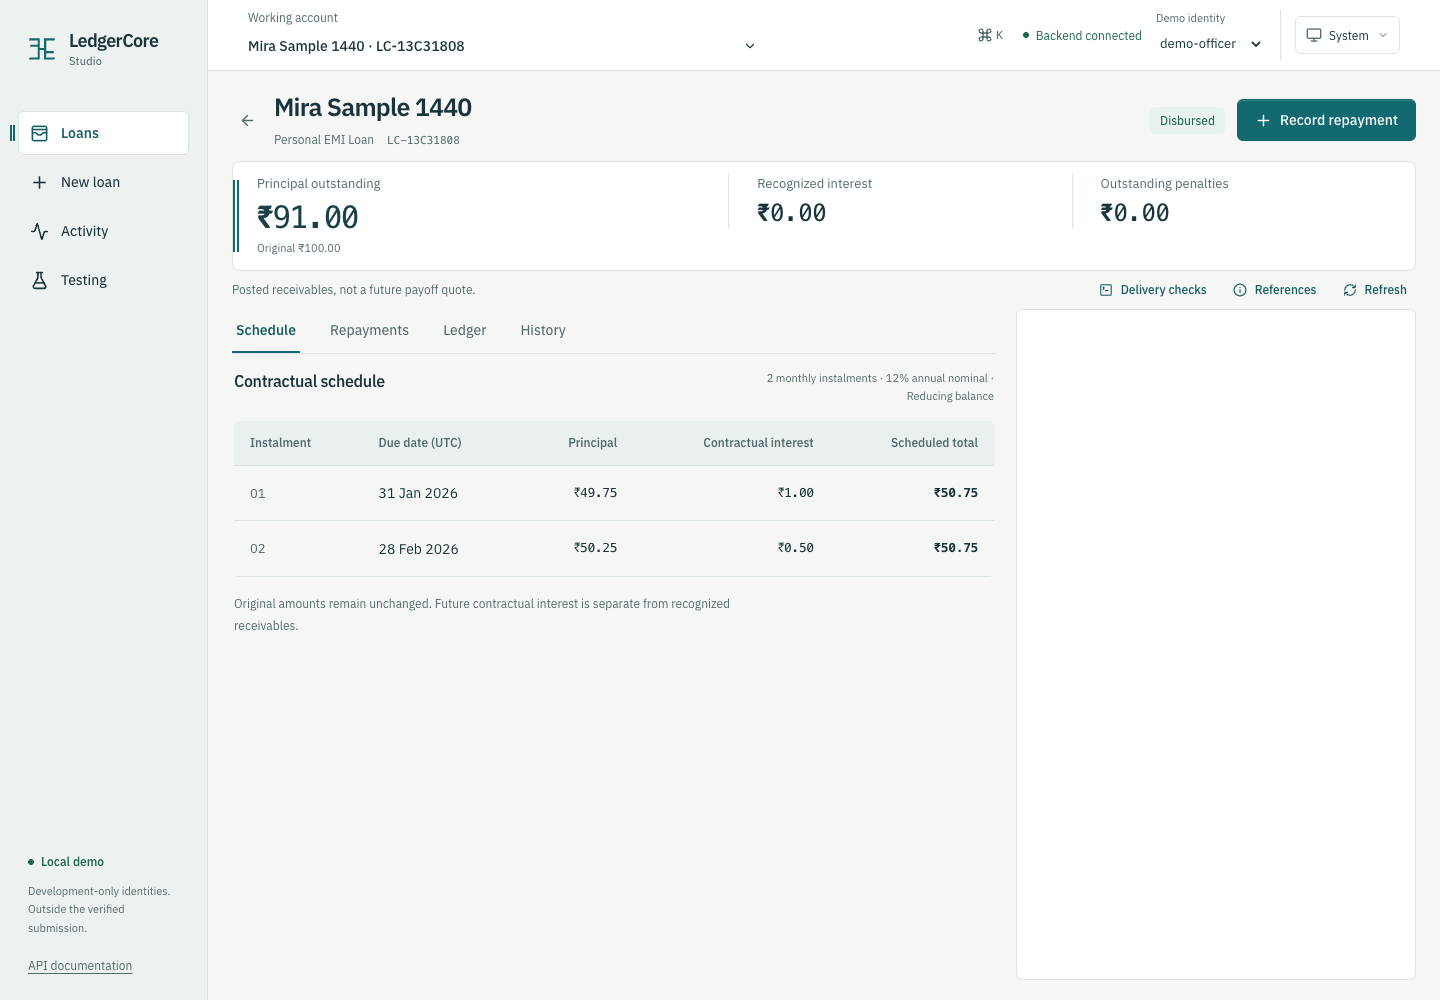 LedgerCore
Studio
Loans
New loan
Activity
Testing
Local demo
Development-only identities.
Outside the verified
submission.
API documentation
Working account
Mira Sample 1440 · LC-13C31808
⌘ K
Backend connected
Demo identity
demo-officer
System
Mira Sample 1440
Personal EMI Loan LC-13C31808
Disbursed
Record repayment
Principal outstanding
₹91.00
Original ₹100.00
Recognized interest
₹0.00
Outstanding penalties
₹0.00
Posted receivables, not a future payoff quote.
Delivery checks
References
Refresh
Schedule Repayments Ledger History
Contractual schedule
2 monthly instalments · 12% annual nominal ·
Reducing balance
Instalment Due date (UTC) Principal Contractual interest Scheduled total
01 31 Jan 2026 ₹49.75 ₹1.00 ₹50.75
02 28 Feb 2026 ₹50.25 ₹0.50 ₹50.75
Original amounts remain unchanged. Future contractual interest is separate from recognized
receivables.